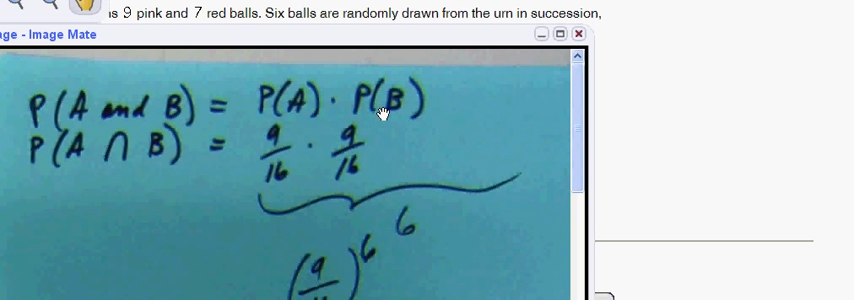 is 9 pink and 7 red balls. Six balls are randomly drawn from the urn in succession,
age - Image Mate
P(A and B) = P(A) · P(B)
P(A ∩ B) = 9/16 · 9/16
6
(9/16)^6